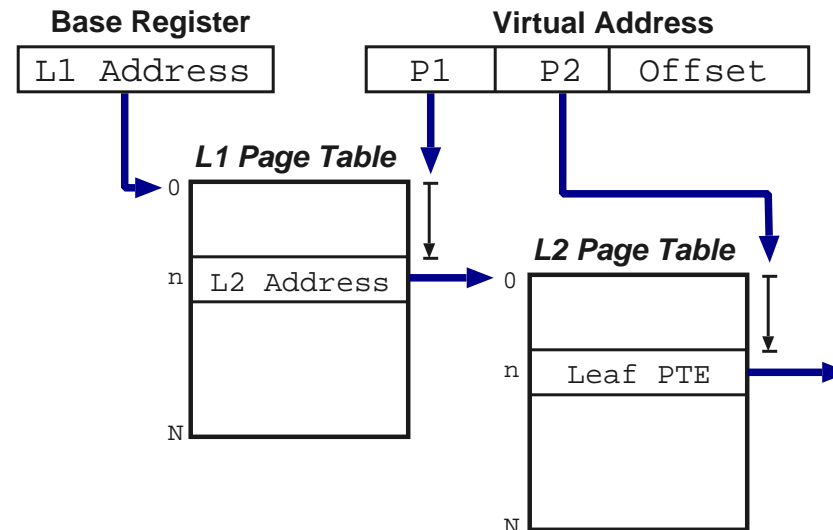 Base Register
Virtual Address
L1 Address
P1 P2 Offset
L1 Page Table
0
n L2 Address
N
L2 Page Table
0
n Leaf PTE
N